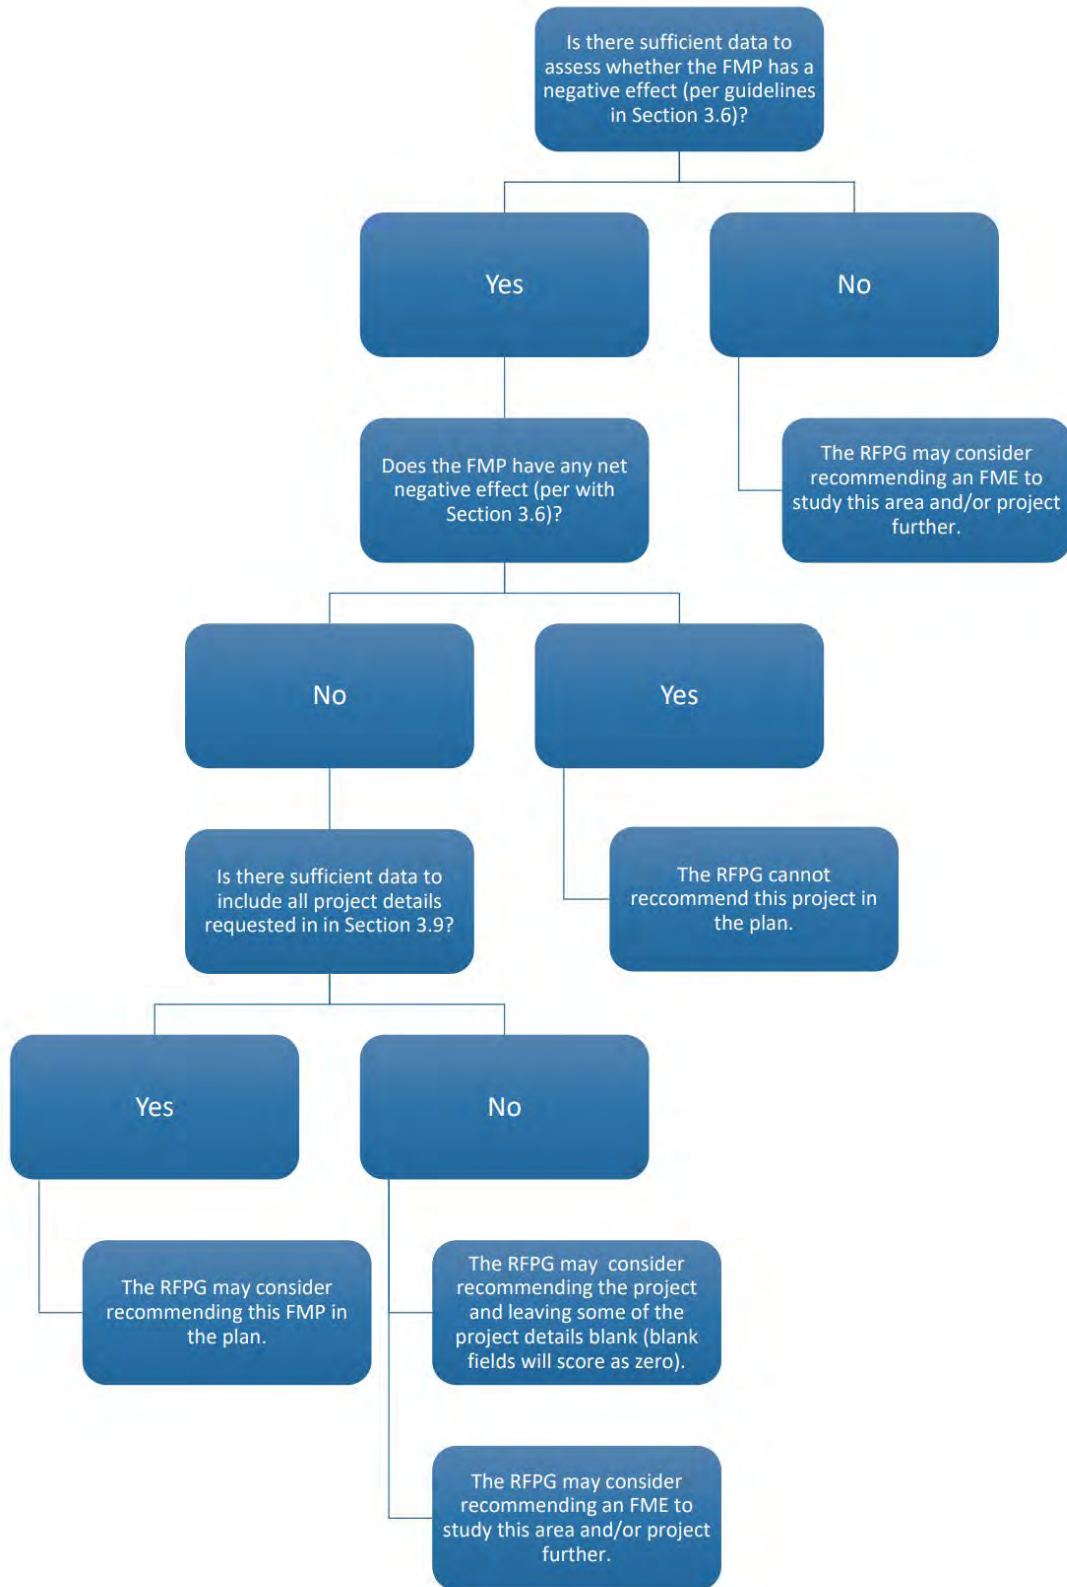 Is there sufficient data to
assess whether the FMP has a
negative effect (per guidelines
in Section 3.6)?
Yes
No
Does the FMP have any net
negative effect (per with
Section 3.6)?
The RFPG may consider
recommending an FME to
study this area and/or project
further.
No
Yes
Is there sufficient data to
include all project details
requested in in Section 3.9?
The RFPG cannot
reccommend this project in
the plan.
Yes
No
The RFPG may consider
recommending this FMP in
the plan.
The RFPG may  consider
recommending the project
and leaving some of the
project details blank (blank
fields will score as zero).
The RFPG may consider
recommending an FME to
study this area and/or project
further.